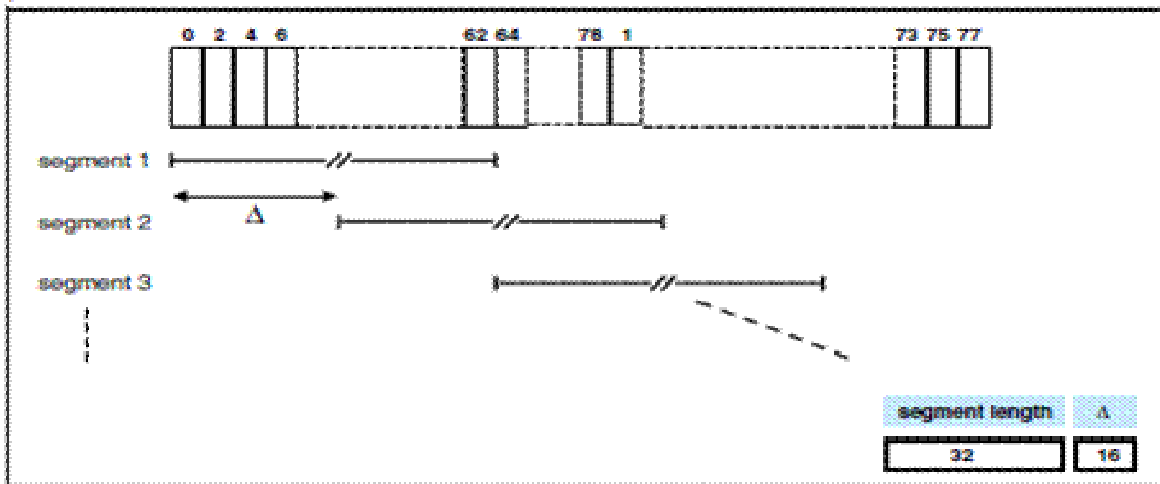 0 2 4 6 62 64 78 1 73 75 77
segment 1
Δ
segment 2
segment 3
segment length Δ
32 16